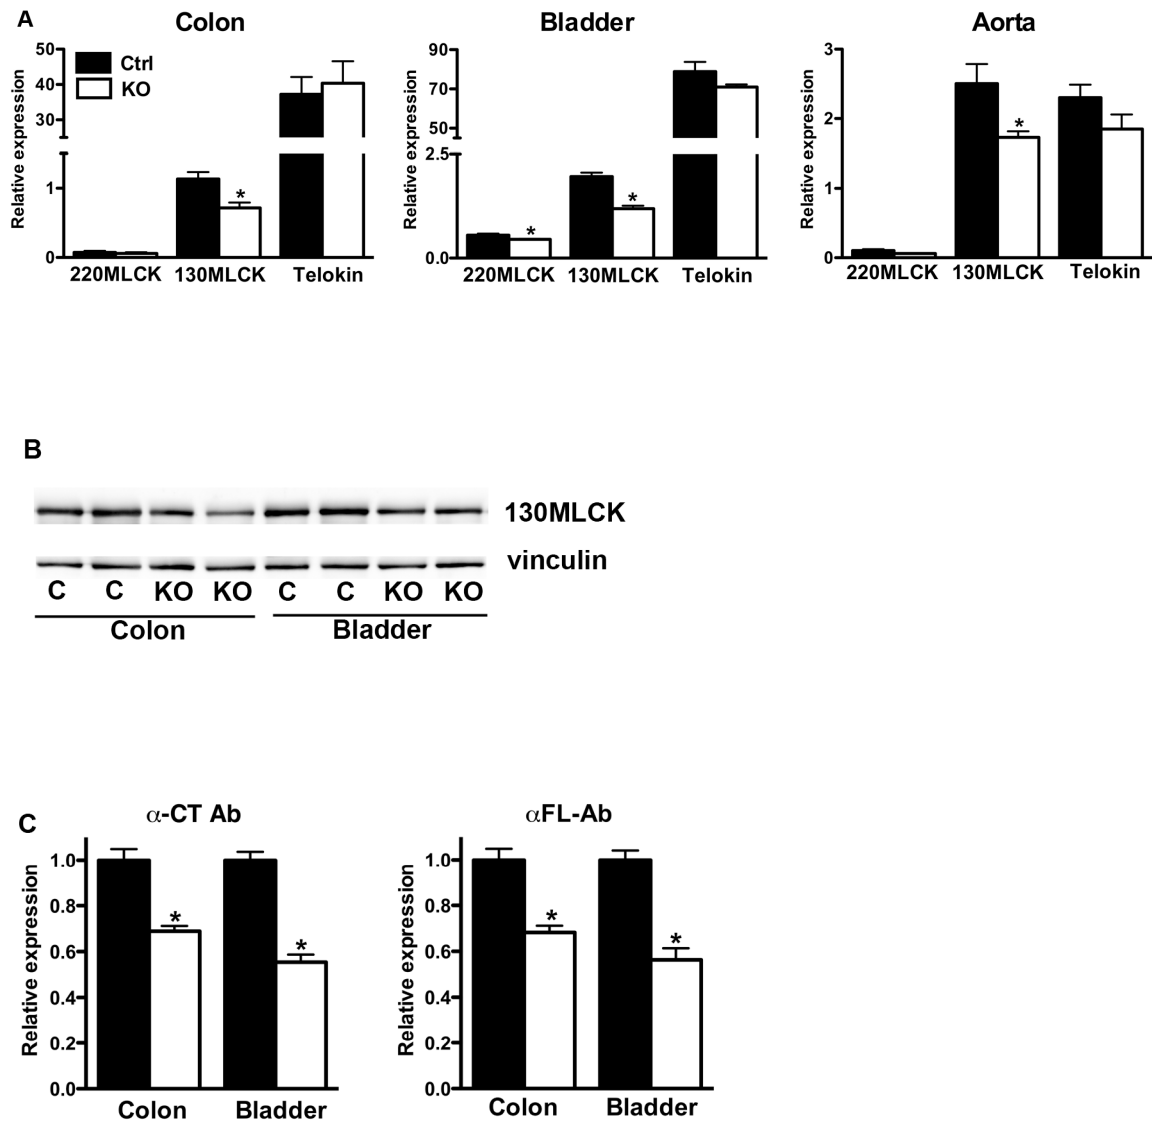 A
Colon
Bladder
Aorta
Relative expression
50
40
30
1
0
Ctrl
KO
*
220MLCK 130MLCK Telokin
Relative expression
90
70
50
2.5
0.0
*
*
220MLCK 130MLCK Telokin
Relative expression
3
2
1
0
*
220MLCK 130MLCK Telokin
B
130MLCK
vinculin
C C KO KO C C KO KO
Colon Bladder
C
α-CT Ab
Relative expression
1.0
0.8
0.6
0.4
0.2
0.0
*
*
Colon Bladder
αFL-Ab
Relative expression
1.0
0.8
0.6
0.4
0.2
0.0
*
*
Colon Bladder